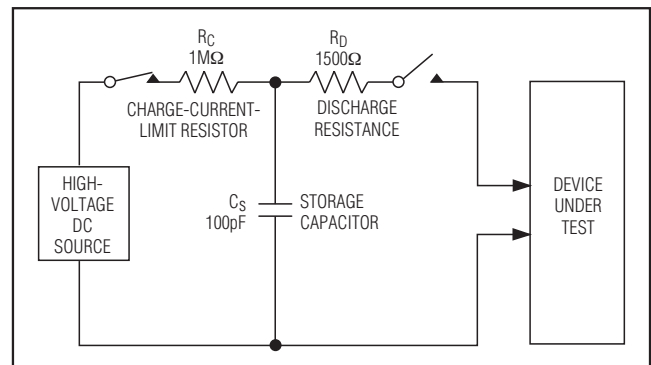 R_C
1MΩ
CHARGE-CURRENT-
LIMIT RESISTOR
R_D
1500Ω
DISCHARGE
RESISTANCE
HIGH-
VOLTAGE
DC
SOURCE
C_S
100pF
STORAGE
CAPACITOR
DEVICE
UNDER
TEST